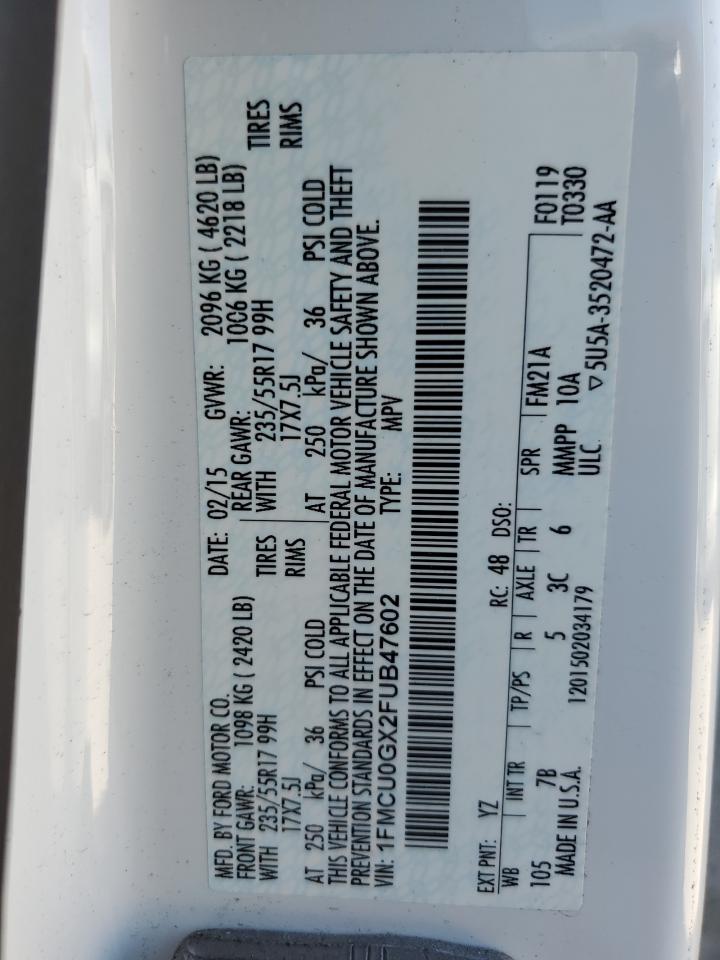 MFD. BY FORD MOTOR CO.
DATE: 02/15 GVWR: 2096 KG ( 4620 LB)
FRONT GAWR: 1098 KG ( 2420 LB)
REAR GAWR: 1006 KG ( 2218 LB)
WITH 235/55R17 99H TIRES
WITH 235/55R17 99H TIRES
17X7.5J RIMS
17X7.5J RIMS
AT 250 kPa/ 36 PSI COLD
AT 250 kPa/ 36 PSI COLD
THIS VEHICLE CONFORMS TO ALL APPLICABLE FEDERAL MOTOR VEHICLE SAFETY AND THEFT
PREVENTION STANDARDS IN EFFECT ON THE DATE OF MANUFACTURE SHOWN ABOVE.
VIN: 1FMCU0GX2FUB47602 TYPE: MPV
EXT PNT: YZ RC: 48 DSO:
WB INT TR TP/PS R AXLE TR SPR FM21A F0119
105 7B 5 3C 6 MMPP 10A T0330
MADE IN U.S.A. ULC
1201502034179 ▽5U5A-3520472-AA